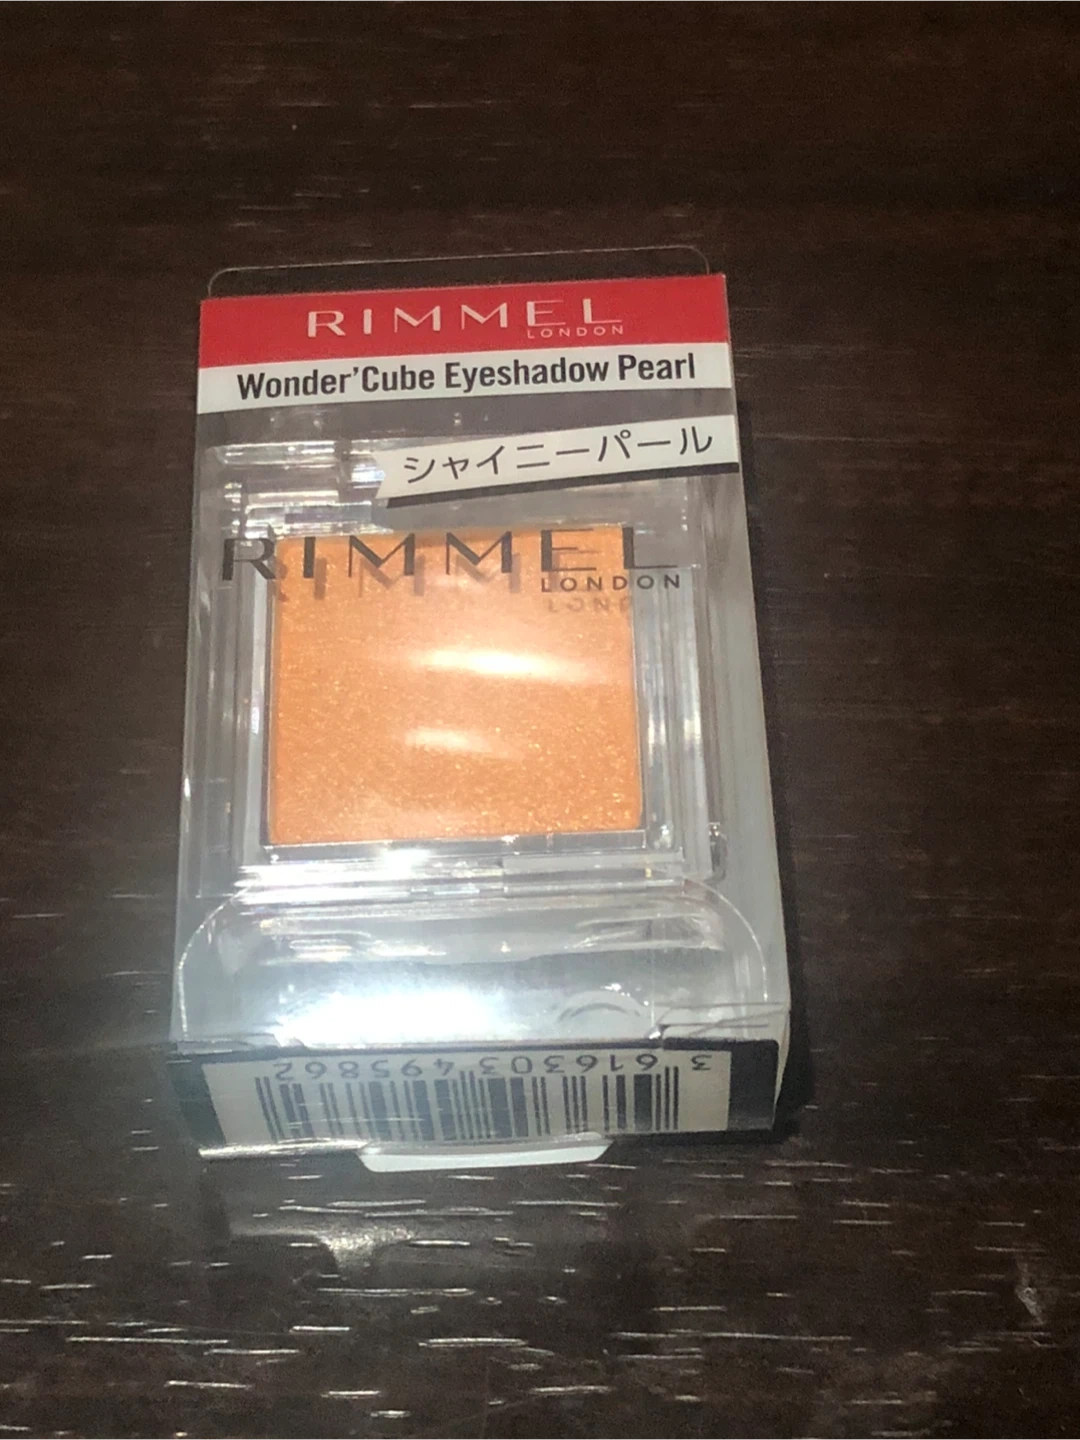 RIMMEL
LONDON
Wonder'Cube Eyeshadow Pearl
シャイニーパール
RIMMEL
LONDON
3 616303 495862